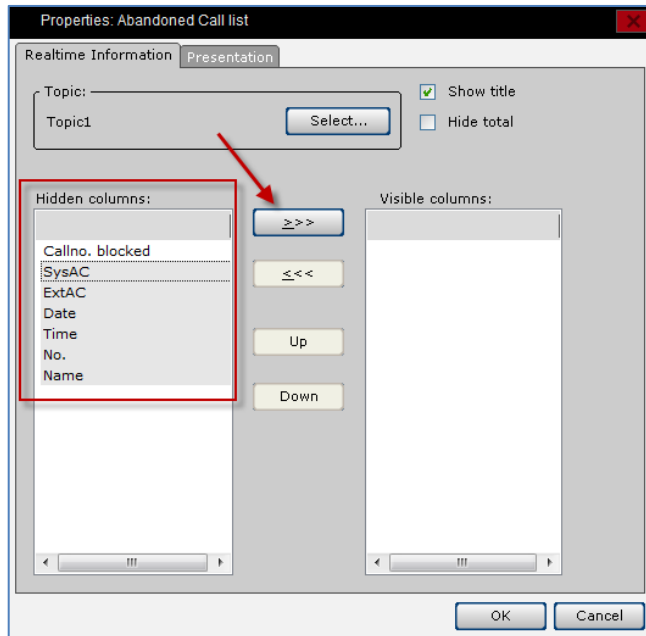 Properties: Abandoned Call list
Realtime Information
Presentation
Topic:
Topic1
Select...
Show title
Hide total
Hidden columns:
Visible columns:
Callno. blocked
SysAC
ExtAC
Date
Time
No.
Name
>>>
<<<
Up
Down
OK
Cancel